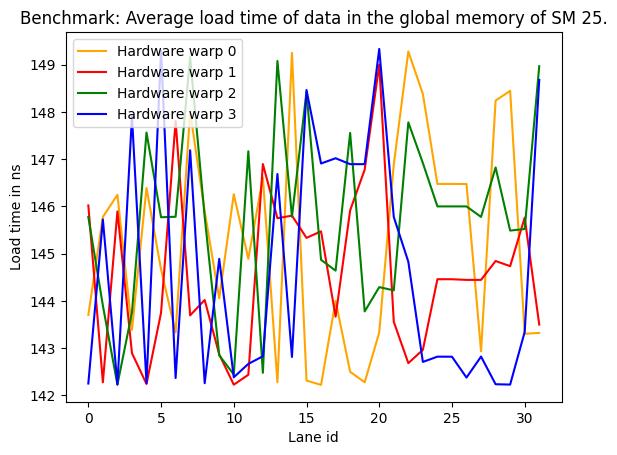 Benchmark: Average load time of data in the global memory of SM 25.
Hardware warp 0
Hardware warp 1
Hardware warp 2
Hardware warp 3
Load time in ns
149
148
147
146
145
144
143
142
0 5 10 15 20 25 30
Lane id